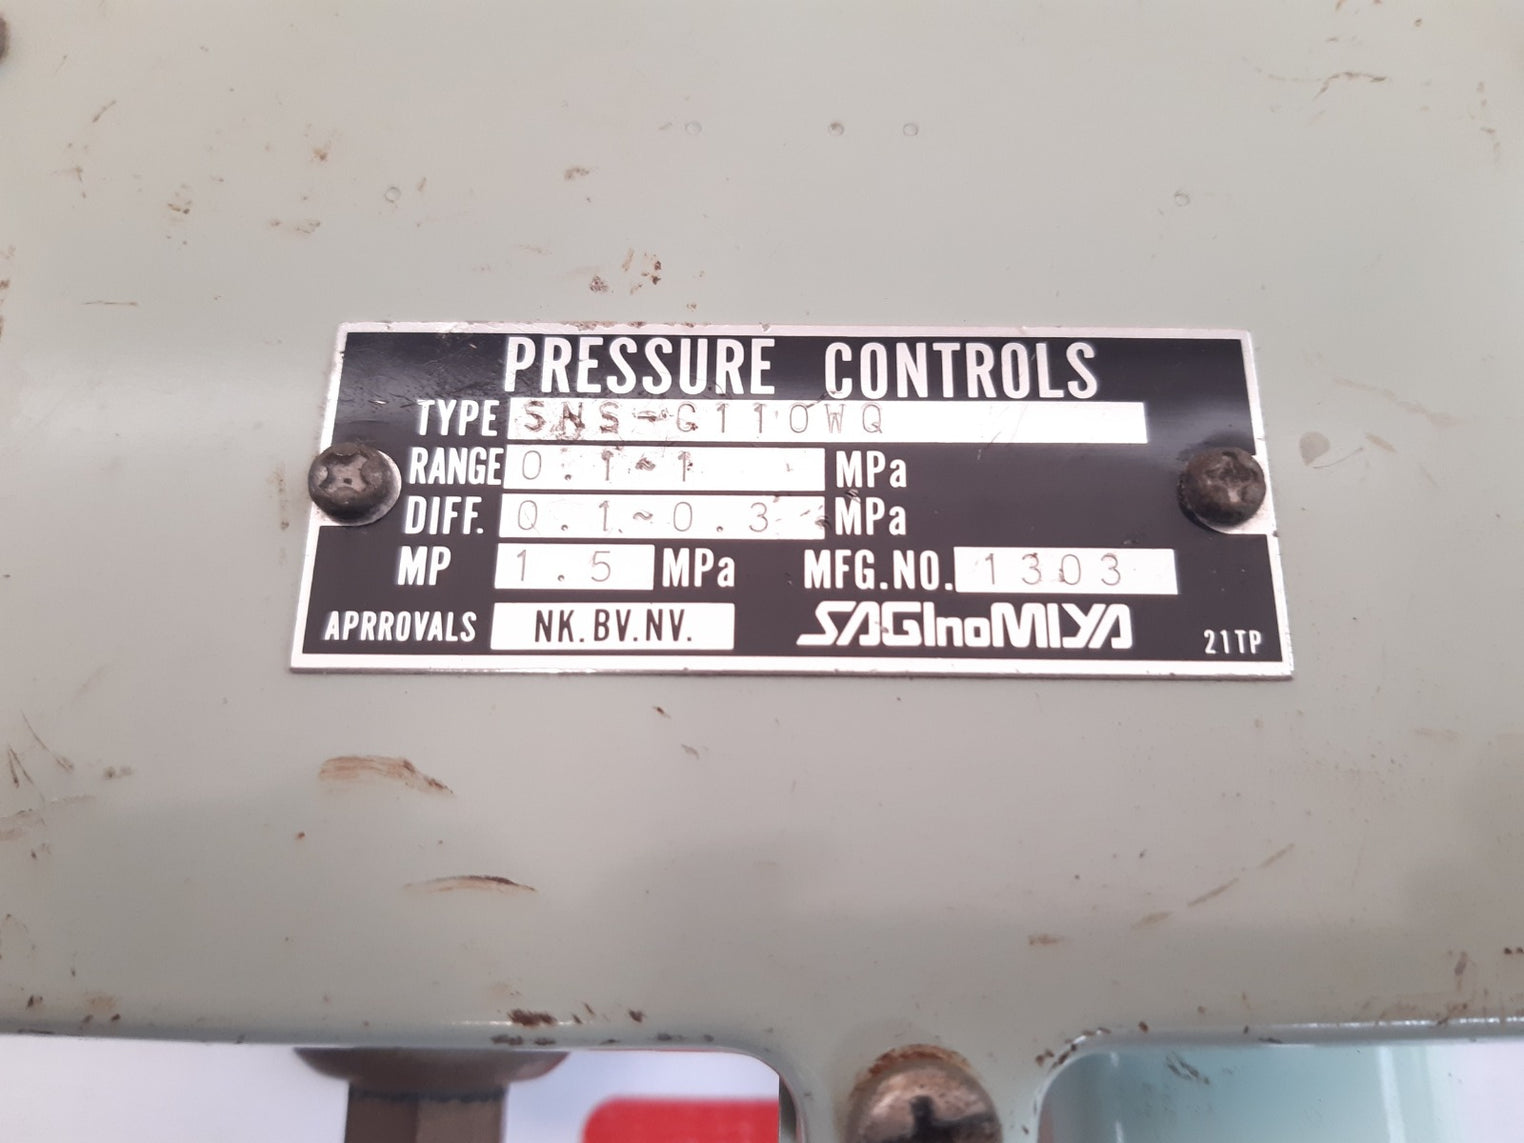 PRESSURE CONTROLS
TYPE SNS-G110WQ
RANGE 0.1~1 MPa
DIFF. 0.1~0.3 MPa
MP 1.5 MPa MFG.NO. 1303
APRROVALS NK.BV.NV. SAGInoMIYA 21TP